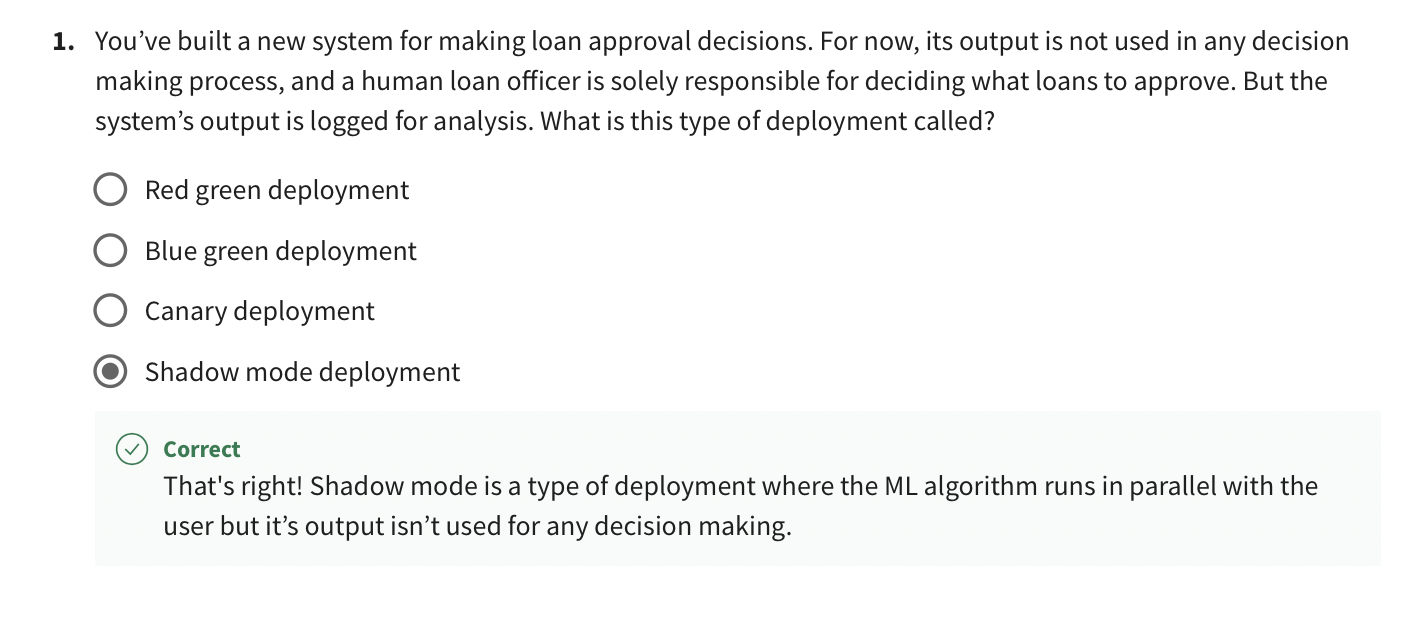 1. You’ve built a new system for making loan approval decisions. For now, its output is not used in any decision
making process, and a human loan officer is solely responsible for deciding what loans to approve. But the
system’s output is logged for analysis. What is this type of deployment called?
Red green deployment
Blue green deployment
Canary deployment
Shadow mode deployment
Correct
That's right! Shadow mode is a type of deployment where the ML algorithm runs in parallel with the
user but it’s output isn’t used for any decision making.